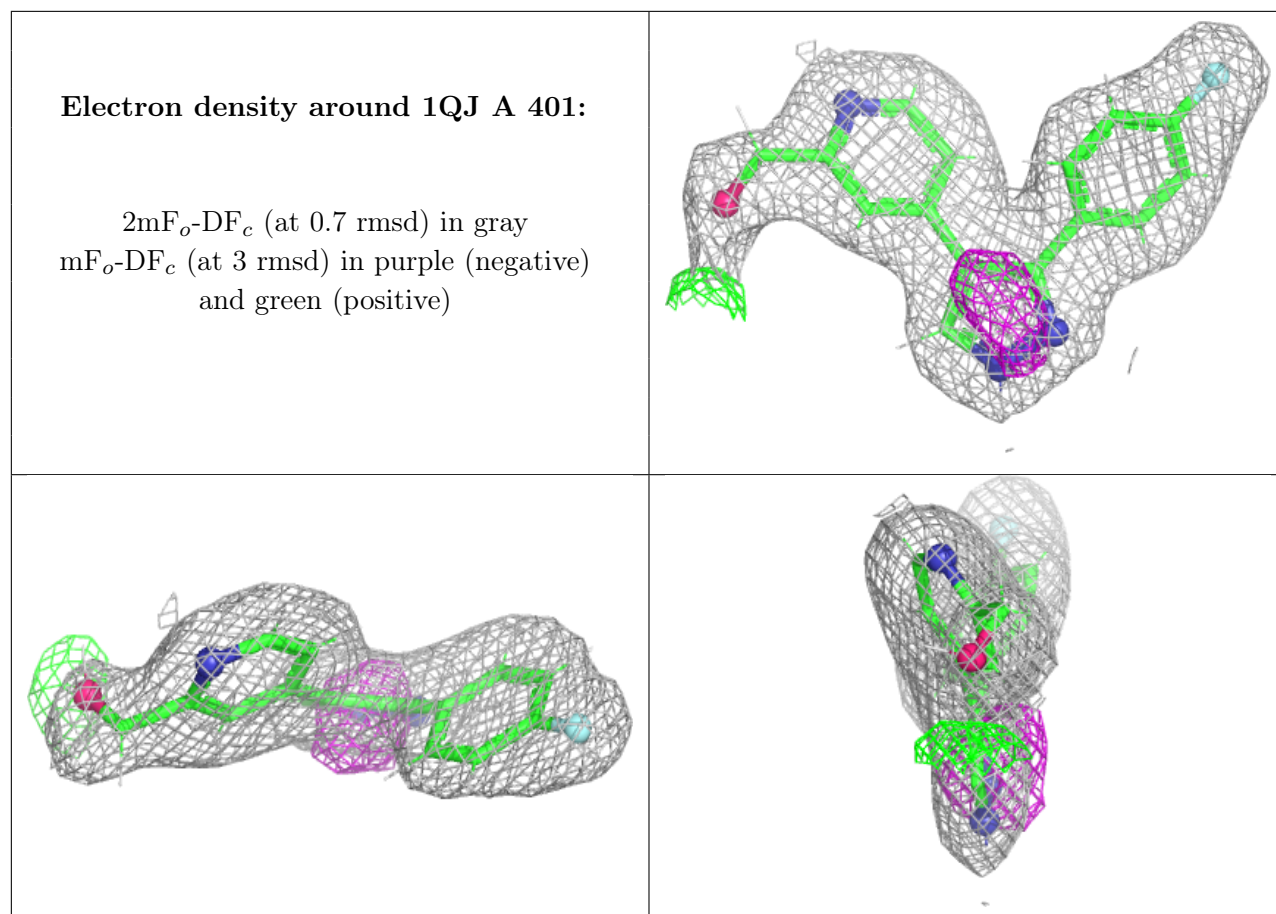 Electron density around 1QJ A 401:
2mFo-DFc (at 0.7 rmsd) in gray
mFo-DFc (at 3 rmsd) in purple (negative)
and green (positive)